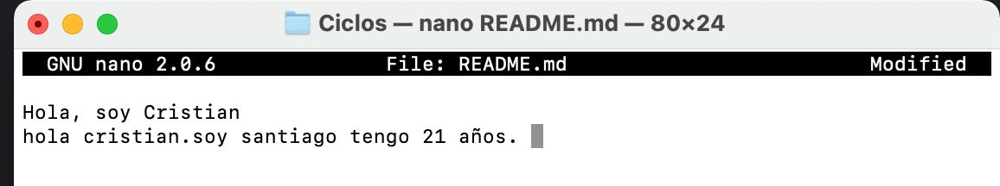 Ciclos — nano README.md — 80×24
GNU nano 2.0.6 File: README.md Modified
Hola, soy Cristian
hola cristian.soy santiago tengo 21 años.